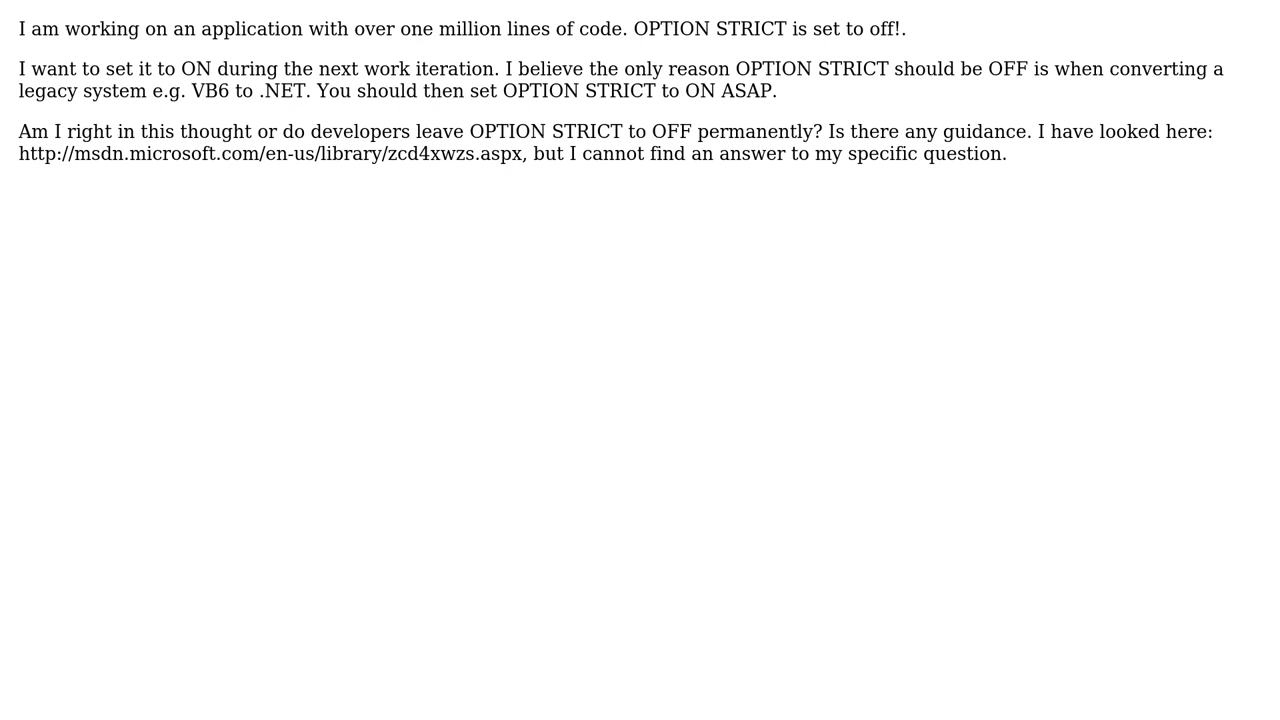 I am working on an application with over one million lines of code. OPTION STRICT is set to off!.
I want to set it to ON during the next work iteration. I believe the only reason OPTION STRICT should be OFF is when converting a
legacy system e.g. VB6 to .NET. You should then set OPTION STRICT to ON ASAP.
Am I right in this thought or do developers leave OPTION STRICT to OFF permanently? Is there any guidance. I have looked here:
http://msdn.microsoft.com/en-us/library/zcd4xwzs.aspx, but I cannot find an answer to my specific question.